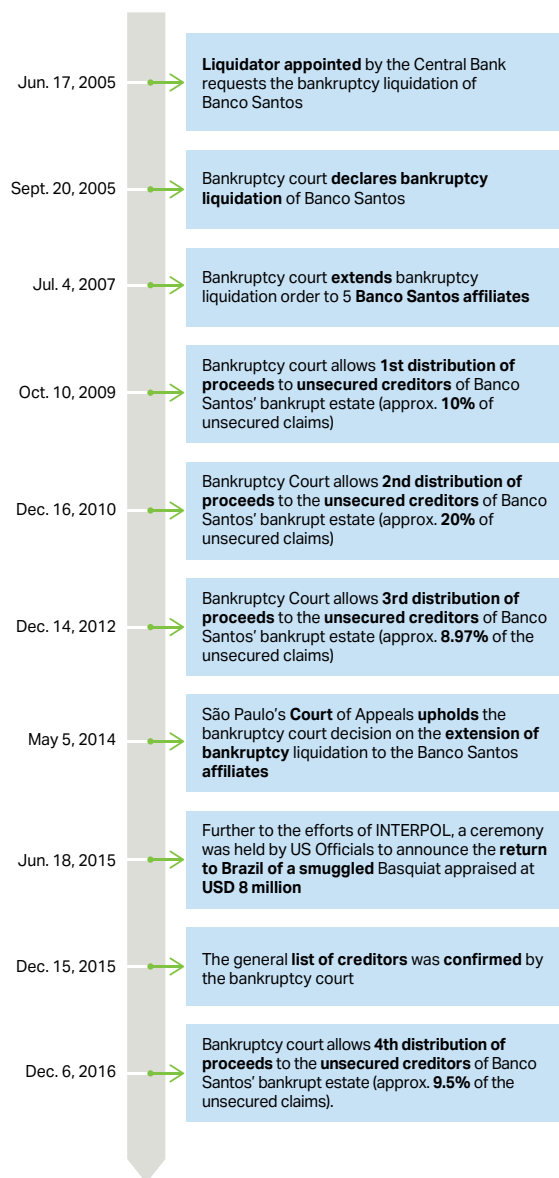 Jun. 17, 2005
Liquidator appointed by the Central Bank
requests the bankruptcy liquidation of
Banco Santos
Sept. 20, 2005
Bankruptcy court declares bankruptcy
liquidation of Banco Santos
Jul. 4, 2007
Bankruptcy court extends bankruptcy
liquidation order to 5 Banco Santos affiliates
Oct. 10, 2009
Bankruptcy court allows 1st distribution of
proceeds to unsecured creditors of Banco
Santos’ bankrupt estate (approx. 10% of
unsecured claims)
Dec. 16, 2010
Bankruptcy Court allows 2nd distribution of
proceeds to the unsecured creditors of Banco
Santos’ bankrupt estate (approx. 20% of
unsecured claims)
Dec. 14, 2012
Bankruptcy Court allows 3rd distribution of
proceeds to the unsecured creditors of Banco
Santos’ bankrupt estate (approx. 8.97% of the
unsecured claims)
May 5, 2014
São Paulo’s Court of Appeals upholds the
bankruptcy court decision on the extension of
bankruptcy liquidation to the Banco Santos
affiliates
Jun. 18, 2015
Further to the efforts of INTERPOL, a ceremony
was held by US Officials to announce the return
to Brazil of a smuggled Basquiat appraised at
USD 8 million
Dec. 15, 2015
The general list of creditors was confirmed by
the bankruptcy court
Dec. 6, 2016
Bankruptcy court allows 4th distribution of
proceeds to the unsecured creditors of Banco
Santos’ bankrupt estate (approx. 9.5% of the
unsecured claims).